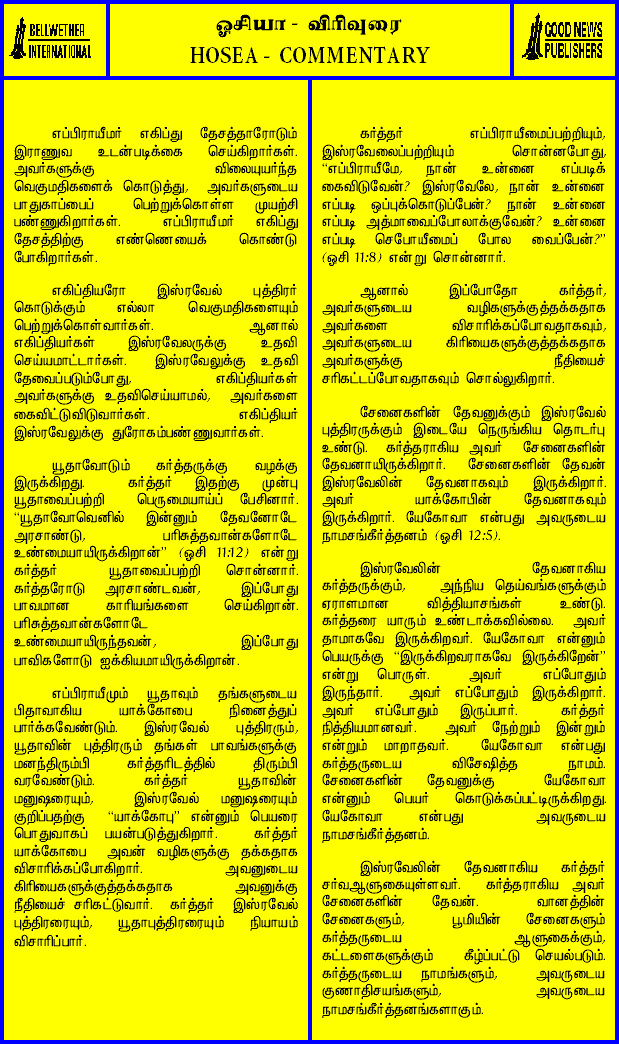 BELLWETHER
INTERNATIONAL
ஓசியா - விரிவுரை
HOSEA - COMMENTARY
GOOD NEWS
PUBLISHERS
எப்பிராயீமர் எகிப்து தேசத்தாரோடும்
இராணுவ உடன்படிக்கை செய்கிறார்கள்.
அவர்களுக்கு விலையுயர்ந்த
வெகுமதிகளைக் கொடுத்து, அவர்களுடைய
பாதுகாப்பைப் பெற்றுக்கொள்ள முயற்சி
பண்ணுகிறார்கள். எப்பிராயீமர் எகிப்து
தேசத்திற்கு எண்ணெயைக் கொண்டு
போகிறார்கள்.
எகிப்தியரோ இஸ்ரவேல் புத்திரர்
கொடுக்கும் எல்லா வெகுமதிகளையும்
பெற்றுக்கொள்வார்கள். ஆனால்
எகிப்தியர்கள் இஸ்ரவேலருக்கு உதவி
செய்யமாட்டார்கள். இஸ்ரவேலுக்கு உதவி
தேவைப்படும்போது, எகிப்தியர்கள்
அவர்களுக்கு உதவிசெய்யாமல், அவர்களை
கைவிட்டுவிடுவார்கள். எகிப்தியர்
இஸ்ரவேலுக்கு துரோகம்பண்ணுவார்கள்.
யூதாவோடும் கர்த்தருக்கு வழக்கு
இருக்கிறது. கர்த்தர் இதற்கு முன்பு
யூதாவைப்பற்றி பெருமையாய்ப் பேசினார்.
“யூதாவோவெனில் இன்னும் தேவனோடே
அரசாண்டு, பரிசுத்தவான்களோடே
உண்மையாயிருக்கிறான்” (ஓசி 11:12) என்று
கர்த்தர் யூதாவைப்பற்றி சொன்னார்.
கர்த்தரோடு அரசாண்டவன், இப்போது
பாவமான காரியங்களை செய்கிறான்.
பரிசுத்தவான்களோடே
உண்மையாயிருந்தவன், இப்போது
பாவிகளோடு ஐக்கியமாயிருக்கிறான்.
எப்பிராயீமும் யூதாவும் தங்களுடைய
பிதாவாகிய யாக்கோபை நினைத்துப்
பார்க்கவேண்டும். இஸ்ரவேல் புத்திரரும்,
யூதாவின் புத்திரரும் தங்கள் பாவங்களுக்கு
மனந்திரும்பி கர்த்தரிடத்தில் திரும்பி
வரவேண்டும். கர்த்தர் யூதாவின்
மனுஷரையும், இஸ்ரவேல் மனுஷரையும்
குறிப்பதற்கு “யாக்கோபு” என்னும் பெயரை
பொதுவாகப் பயன்படுத்துகிறார். கர்த்தர்
யாக்கோபை அவன் வழிகளுக்கு தக்கதாக
விசாரிக்கப்போகிறார். அவனுடைய
கிரியைகளுக்குத்தக்கதாக அவனுக்கு
நீதியைச் சரிகட்டுவார். கர்த்தர் இஸ்ரவேல்
புத்திரரையும், யூதாபுத்திரரையும் நியாயம்
விசாரிப்பார்.
கர்த்தர் எப்பிராயீமைப்பற்றியும்,
இஸ்ரவேலைப்பற்றியும் சொன்னபோது,
“எப்பிராயீமே, நான் உன்னை எப்படிக்
கைவிடுவேன்? இஸ்ரவேலே, நான் உன்னை
எப்படி ஒப்புக்கொடுப்பேன்? நான் உன்னை
எப்படி அத்மாவைப்போலாக்குவேன்? உன்னை
எப்படி செபோயீமைப் போல வைப்பேன்?”
(ஓசி 11:8) என்று சொன்னார்.
ஆனால் இப்போதோ கர்த்தர்,
அவர்களுடைய வழிகளுக்குத்தக்கதாக
அவர்களை விசாரிக்கப்போவதாகவும்,
அவர்களுடைய கிரியைகளுக்குத்தக்கதாக
அவர்களுக்கு நீதியைச்
சரிகட்டப்போவதாகவும் சொல்லுகிறார்.
சேனைகளின் தேவனுக்கும் இஸ்ரவேல்
புத்திரருக்கும் இடையே நெருங்கிய தொடர்பு
உண்டு. கர்த்தராகிய அவர் சேனைகளின்
தேவனாயிருக்கிறார். சேனைகளின் தேவன்
இஸ்ரவேலின் தேவனாகவும் இருக்கிறார்.
அவர் யாக்கோபின் தேவனாகவும்
இருக்கிறார். யேகோவா என்பது அவருடைய
நாமசங்கீர்த்தனம் (ஓசி 12:5).
இஸ்ரவேலின் தேவனாகிய
கர்த்தருக்கும், அந்நிய தெய்வங்களுக்கும்
ஏராளமான வித்தியாசங்கள் உண்டு.
கர்த்தரை யாரும் உண்டாக்கவில்லை. அவர்
தாமாகவே இருக்கிறவர். யேகோவா என்னும்
பெயருக்கு “இருக்கிறவராகவே இருக்கிறேன்”
என்று பொருள். அவர் எப்போதும்
இருந்தார். அவர் எப்போதும் இருக்கிறார்.
அவர் எப்போதும் இருப்பார். கர்த்தர்
நித்தியமானவர். அவர் நேற்றும் இன்றும்
என்றும் மாறாதவர். யேகோவா என்பது
கர்த்தருடைய விசேஷித்த நாமம்.
சேனைகளின் தேவனுக்கு யேகோவா
என்னும் பெயர் கொடுக்கப்பட்டிருக்கிறது.
யேகோவா என்பது அவருடைய
நாமசங்கீர்த்தனம்.
இஸ்ரவேலின் தேவனாகிய கர்த்தர்
சர்வஆளுகையுள்ளவர். கர்த்தராகிய அவர்
சேனைகளின் தேவன். வானத்தின்
சேனைகளும், பூமியின் சேனைகளும்
கர்த்தருடைய ஆளுகைக்கும்,
கட்டளைகளுக்கும் கீழ்ப்பட்டு செயல்படும்.
கர்த்தருடைய நாமங்களும், அவருடைய
குணாதிசயங்களும், அவருடைய
நாமசங்கீர்த்தனங்களாகும்.